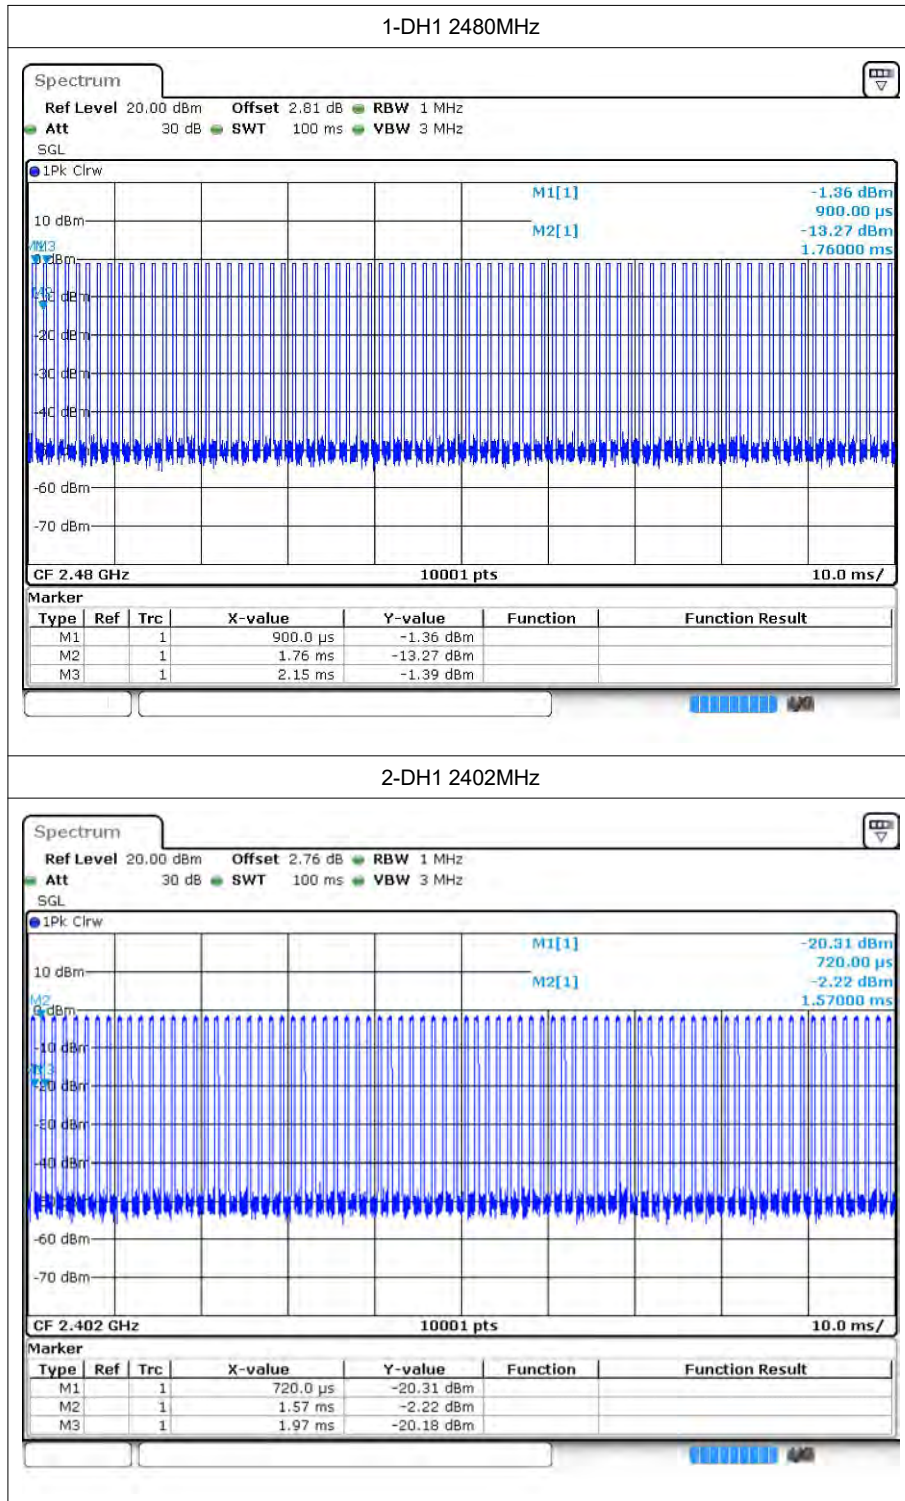 1-DH1 2480MHz
Spectrum
Ref Level 20.00 dBm Offset 2.81 dB RBW 1 MHz
Att 30 dB SWT 100 ms VBW 3 MHz
SGL
1Pk Clrw
M1[1] -1.36 dBm
900.00 µs
10 dBm
M2[1] -13.27 dBm
1.76000 ms
M3
dBm
dBm
-20 dBm
-30 dBm
-40 dBm
-60 dBm
-70 dBm
CF 2.48 GHz 10001 pts 10.0 ms/
Marker
Type Ref Trc X-value Y-value Function Function Result
M1 1 900.0 µs -1.36 dBm
M2 1 1.76 ms -13.27 dBm
M3 1 2.15 ms -1.39 dBm
2-DH1 2402MHz
Spectrum
Ref Level 20.00 dBm Offset 2.76 dB RBW 1 MHz
Att 30 dB SWT 100 ms VBW 3 MHz
SGL
1Pk Clrw
M1[1] -20.31 dBm
720.00 µs
10 dBm
M2[1] -2.22 dBm
1.57000 ms
M2
0 dBm
-10 dBm
-20 dBm
-30 dBm
-40 dBm
-60 dBm
-70 dBm
CF 2.402 GHz 10001 pts 10.0 ms/
Marker
Type Ref Trc X-value Y-value Function Function Result
M1 1 720.0 µs -20.31 dBm
M2 1 1.57 ms -2.22 dBm
M3 1 1.97 ms -20.18 dBm